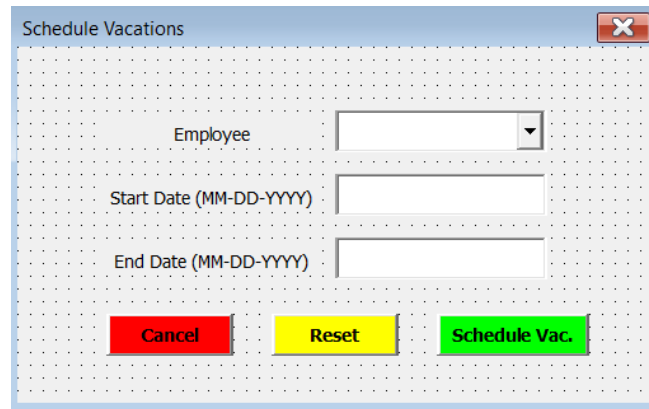 Schedule Vacations
Employee
Start Date (MM-DD-YYYY)
End Date (MM-DD-YYYY)
Cancel Reset Schedule Vac.